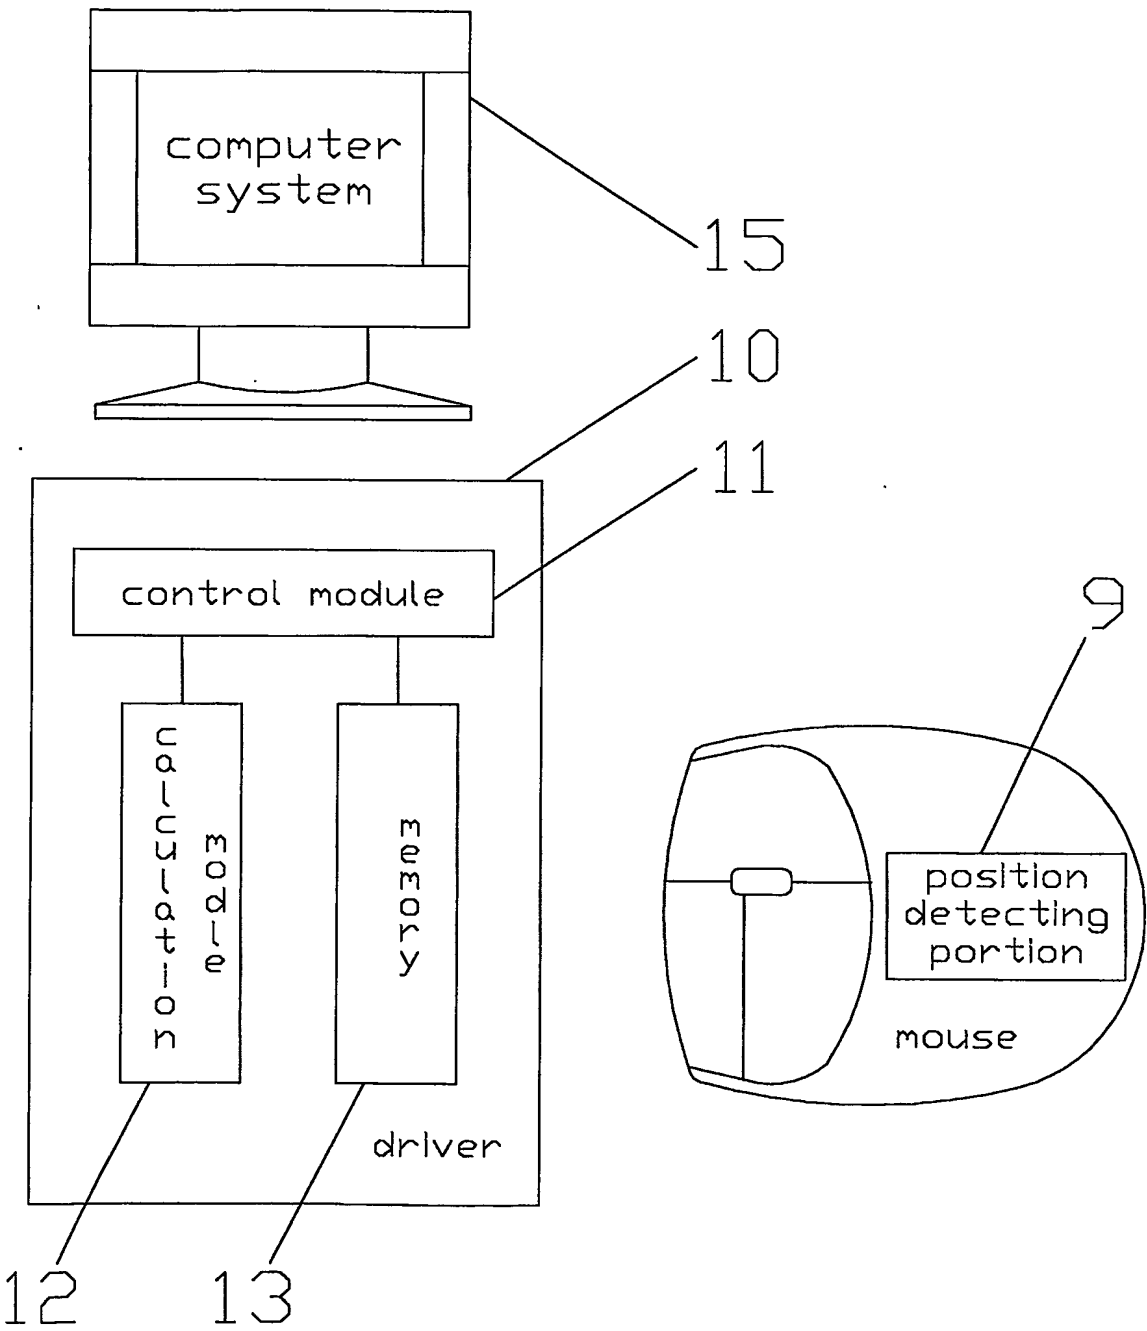 computer
system
15
10
11
control module
9
calculation
modle
memory
position
detecting
portion
mouse
driver
12
13